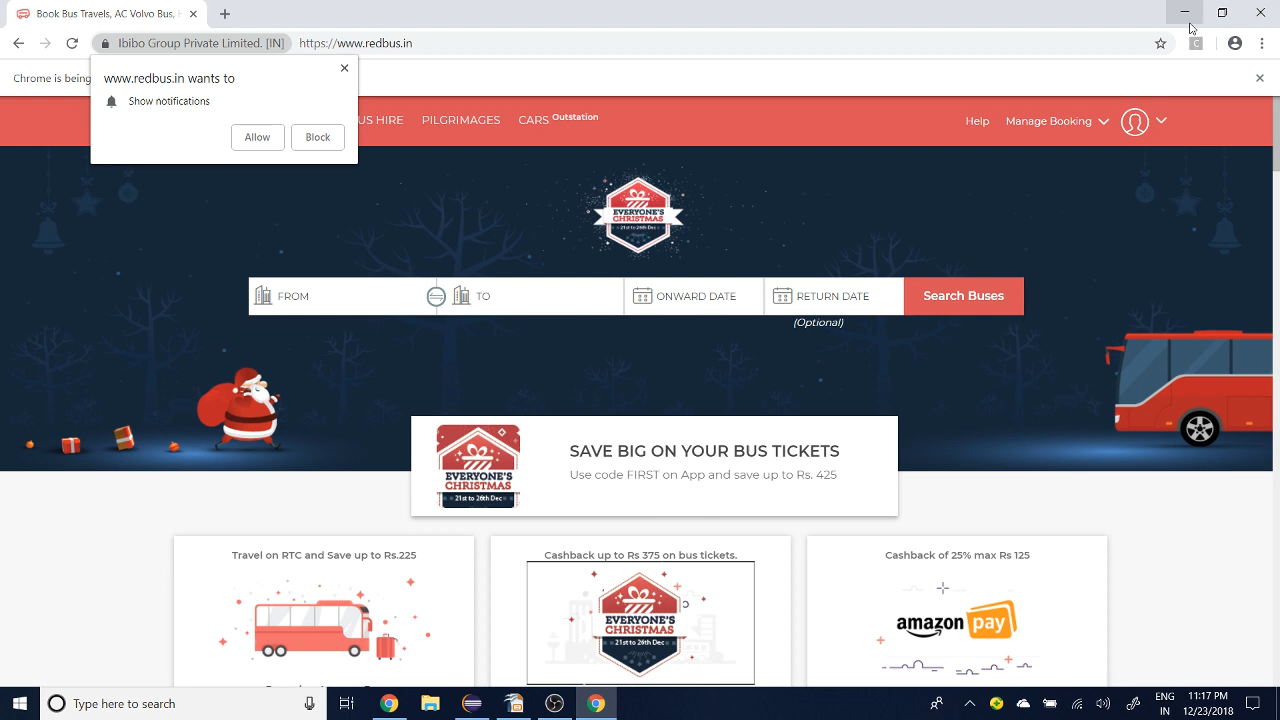 Book Bus Travels, AC Volvo Bus,
Ibibo Group Private Limited. [IN] https://www.redbus.in
C
Chrome is being
www.redbus.in wants to
Show notifications
Allow Block
US HIRE PILGRIMAGES CARS Outstation Help Manage Booking
EVERYONE'S
CHRISTMAS
21st to 26th Dec
FROM TO ONWARD DATE RETURN DATE Search Buses
(Optional)
EVERYONE'S
CHRISTMAS
21st to 26th Dec
SAVE BIG ON YOUR BUS TICKETS
Use code FIRST on App and save up to Rs. 425
Travel on RTC and Save up to Rs.225
Cashback up to Rs 375 on bus tickets.
EVERYONE'S
CHRISTMAS
21st to 26th Dec
Cashback of 25% max Rs 125
amazon pay
Type here to search
ENG
IN
11:17 PM
12/23/2018